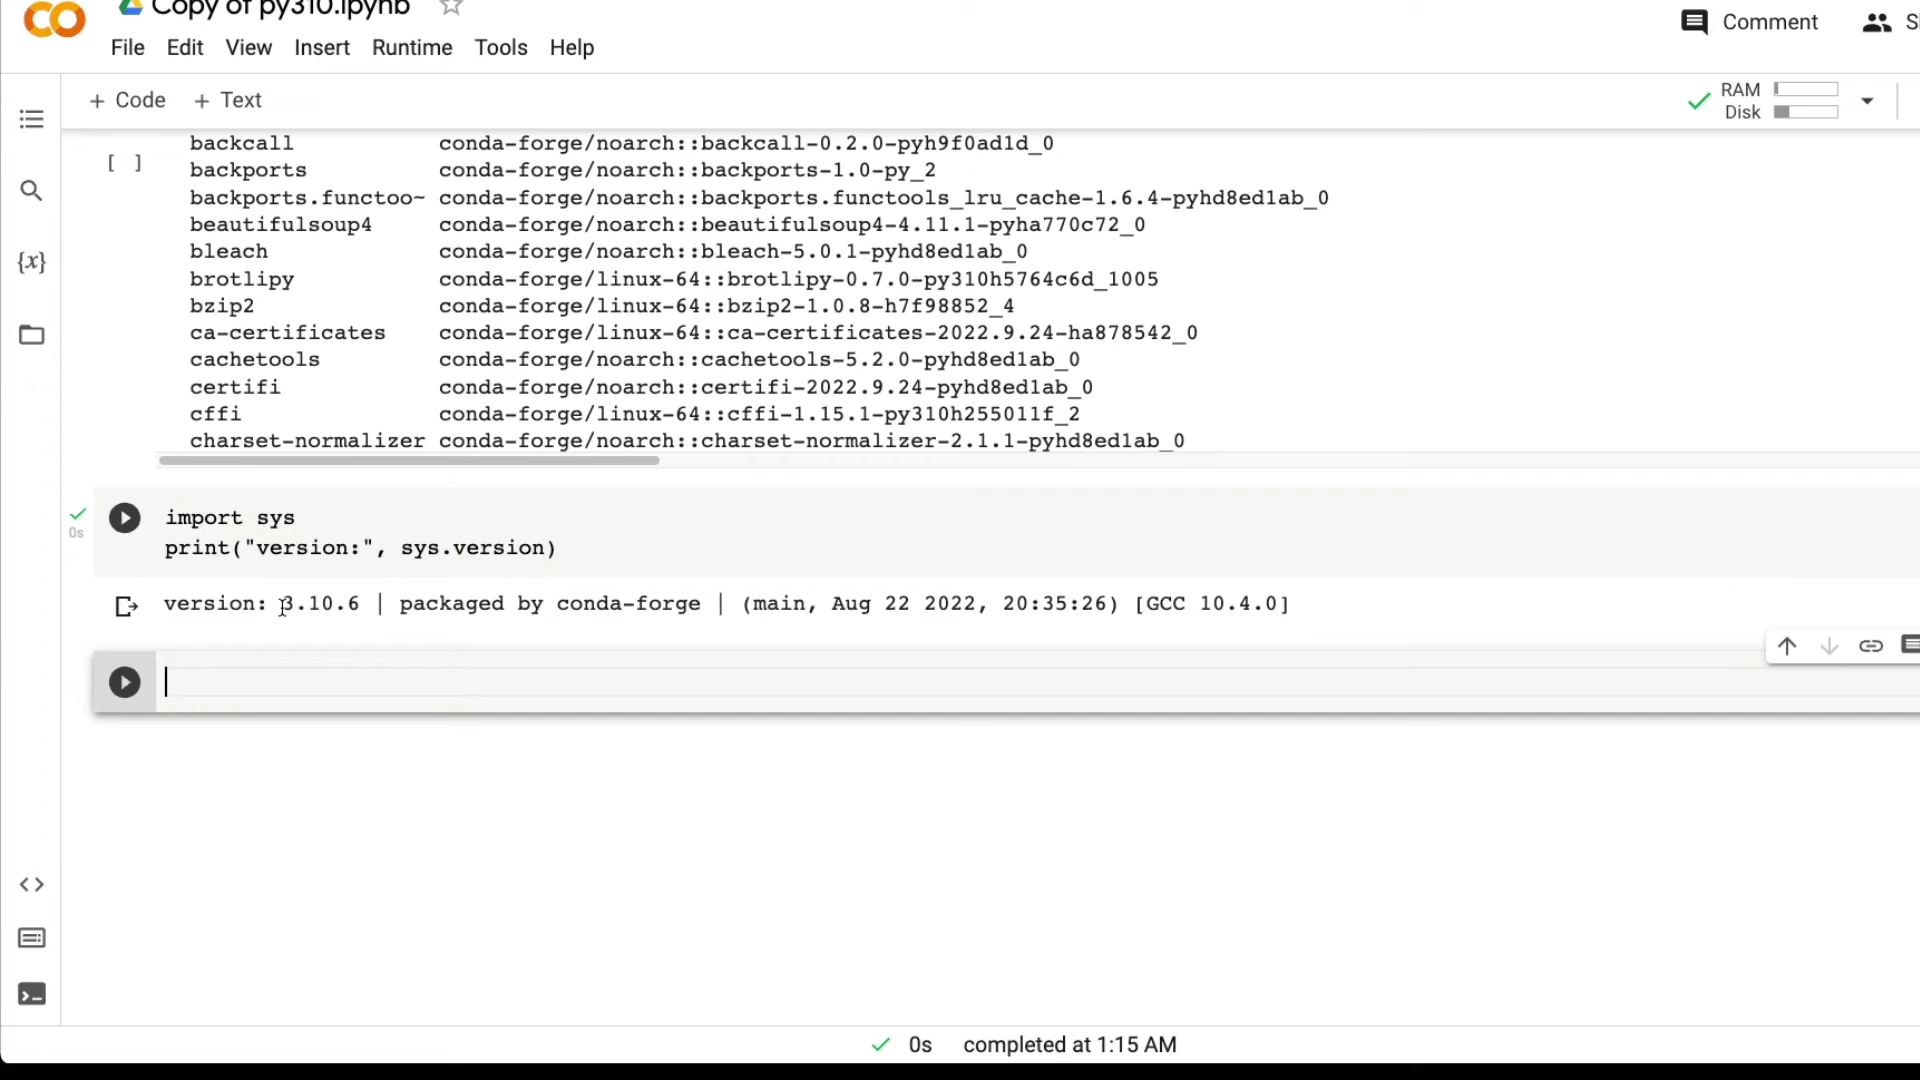 Copy of py310.ipynb
File Edit View Insert Runtime Tools Help
Comment
+ Code + Text
RAM
Disk
[ ]
backcall conda-forge/noarch::backcall-0.2.0-pyh9f0ad1d_0
backports conda-forge/noarch::backports-1.0-py_2
backports.functoo~ conda-forge/noarch::backports.functools_lru_cache-1.6.4-pyhd8ed1ab_0
beautifulsoup4 conda-forge/noarch::beautifulsoup4-4.11.1-pyha770c72_0
bleach conda-forge/noarch::bleach-5.0.1-pyhd8ed1ab_0
brotlipy conda-forge/linux-64::brotlipy-0.7.0-py310h5764c6d_1005
bzip2 conda-forge/linux-64::bzip2-1.0.8-h7f98852_4
ca-certificates conda-forge/linux-64::ca-certificates-2022.9.24-ha878542_0
cachetools conda-forge/noarch::cachetools-5.2.0-pyhd8ed1ab_0
certifi conda-forge/noarch::certifi-2022.9.24-pyhd8ed1ab_0
cffi conda-forge/linux-64::cffi-1.15.1-py310h255011f_2
charset-normalizer conda-forge/noarch::charset-normalizer-2.1.1-pyhd8ed1ab_0
0s
import sys
print("version:", sys.version)
version: 3.10.6 | packaged by conda-forge | (main, Aug 22 2022, 20:35:26) [GCC 10.4.0]
0s completed at 1:15 AM